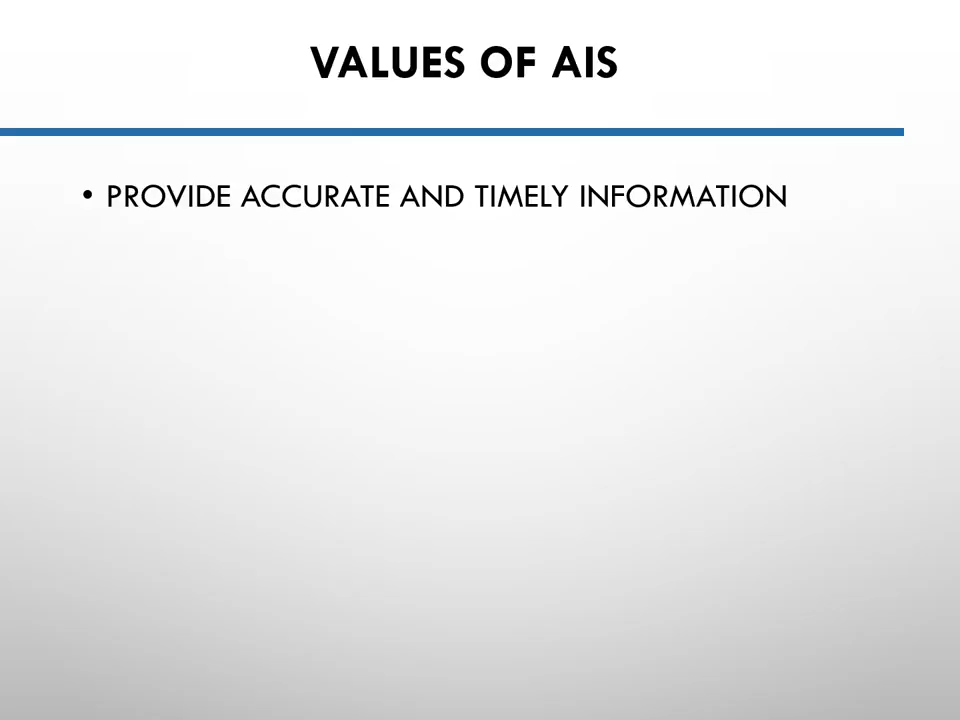 VALUES OF AIS
• PROVIDE ACCURATE AND TIMELY INFORMATION